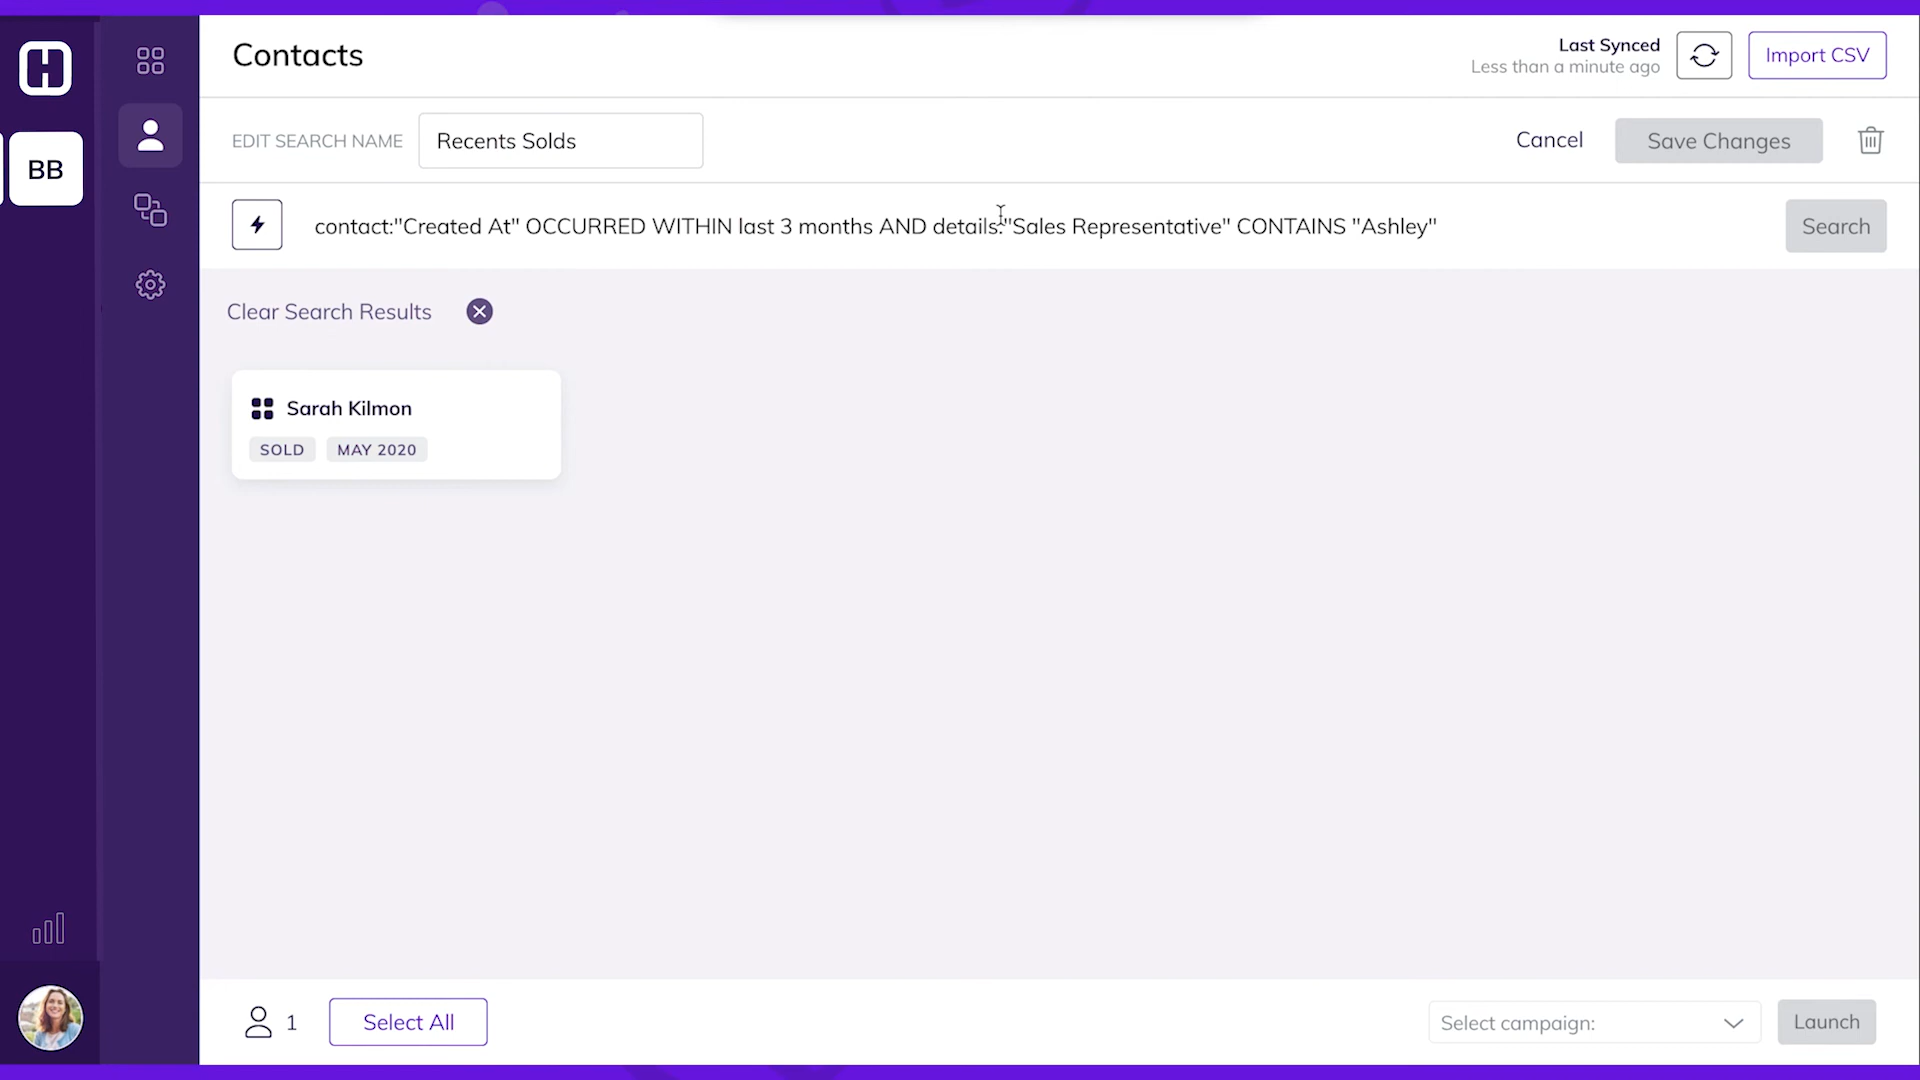 Contacts
Last Synced
Less than a minute ago
Import CSV
BB
EDIT SEARCH NAME
Recents Solds
Cancel
Save Changes
contact:"Created At" OCCURRED WITHIN last 3 months AND details:"Sales Representative" CONTAINS "Ashley"
Search
Clear Search Results
Sarah Kilmon
SOLD MAY 2020
1
Select All
Select campaign:
Launch